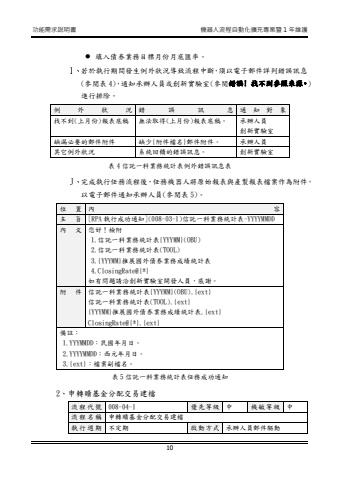 功能需求說明書 機器人流程自動化擴充專案暨 1 年維護
● 填入債券業務目標月份月底匯率。
I、若於執行期間發生例外狀況導致流程中斷，須以電子郵件詳列錯誤訊息
(參閱表 4)，通知承辦人員或創新實驗室(參閱錯誤! 找不到參照來源。)
進行排除。
例外狀況 錯誤訊息 通知對象
找不到(上月份)報表底稿 無法取得(上月份)報表底稿。 承辦人員
創新實驗室
缺漏必要的郵件附件 缺少[附件檔名]郵件附件。 承辦人員
其它例外狀況 系統回饋的錯誤訊息。 創新實驗室
表 4 信託一科業務統計表例外錯誤訊息表
J、完成執行任務流程後，任務機器人將原始報表與產製報表檔案作為附件，
以電子郵件通知承辦人員(參閱表 5)。
位置 內容
主旨 [RPA 執行成功通知](008-03-1)信託一科業務統計表-YYYYMMDD
內文 您好！檢附
1.信託一科業務統計表{YYYMM}(OBU)
2.信託一科業務統計表(TOOL)
3.{YYYMM}推展國外債券業務成績統計表
4.ClosingRate@{*}
如有問題請洽創新實驗室開發人員，感謝。
附件 信託一科業務統計表{YYYMM}(OBU).{ext}
信託一科業務統計表(TOOL).{ext}
{YYYMM}推展國外債券業務成績統計表.{ext}
ClosingRate@{*}.{ext}
備註：
1.YYYMMDD：民國年月日。
2.YYYYMMDD：西元年月日。
3.{ext}：檔案副檔名。
表 5 信託一科業務統計表任務成功通知
2、申轉贖基金分配交易建檔
流程代號 008-04-1 優先等級 中 機敏等級 中
流程名稱 申轉贖基金分配交易建檔
執行週期 不定期 啟動方式 承辦人員郵件驅動
10